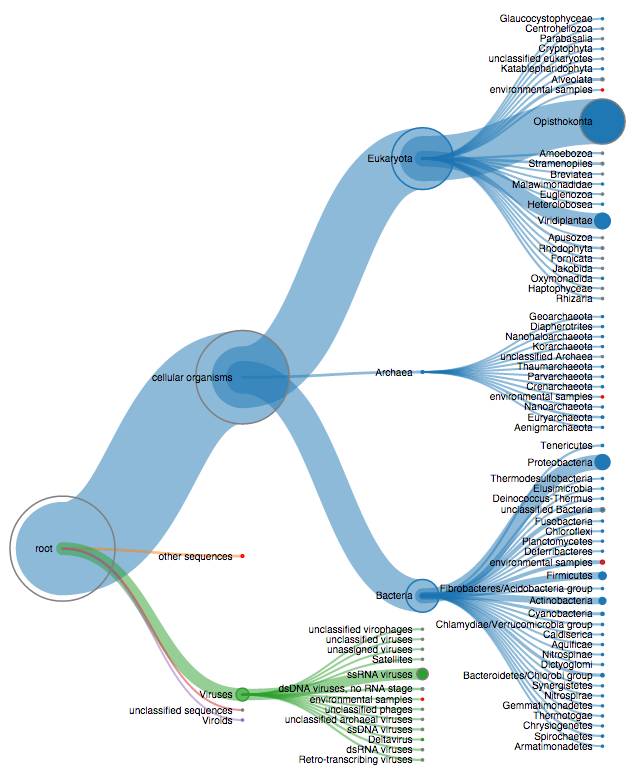 Glaucocystophyceae
Centroheliozoa
Parabasalia
Cryptophyta
unclassified eukaryotes
Katablepharidophyta
Alveolata
environmental samples
Opisthokonta
Amoebozoa
Eukaryota
Stramenopiles
Breviatea
Malawimonadidae
Euglenozoa
Heterolobosea
Viridiplantae
Apusozoa
Rhodophyta
Fornicata
Jakobida
Oxymonadida
Haptophyceae
Rhizaria
Geoarchaeota
Diapherotrites
Nanohaloarchaeota
Korarchaeota
unclassified Archaea
Thaumarchaeota
Archaea
Parvarchaeota
cellular organisms
Crenarchaeota
environmental samples
Nanoarchaeota
Euryarchaeota
Aenigmarchaeota
Tenericutes
Proteobacteria
Thermodesulfobacteria
Elusimicrobia
Deinococcus-Thermus
unclassified Bacteria
Fusobacteria
Chloroflexi
Planctomycetes
root
Deferribacteres
other sequences
environmental samples
Firmicutes
Fibrobacteres/Acidobacteria group
Bacteria
Actinobacteria
Cyanobacteria
Chlamydiae/Verrucomicrobia group
unclassified virophages
Caldiserica
unclassified viruses
Aquificae
unassigned viruses
Nitrospinae
Satellites
Dictyoglomi
ssRNA viruses
Bacteroidetes/Chlorobi group
Synergistetes
dsDNA viruses, no RNA stage
Viruses
Nitrospirae
environmental samples
Gemmatimonadetes
unclassified sequences
unclassified phages
Thermotogae
Viroids
unclassified archaeal viruses
Chrysiogenetes
ssDNA viruses
Spirochaetes
Deltavirus
Armatimonadetes
dsRNA viruses
Retro-transcribing viruses